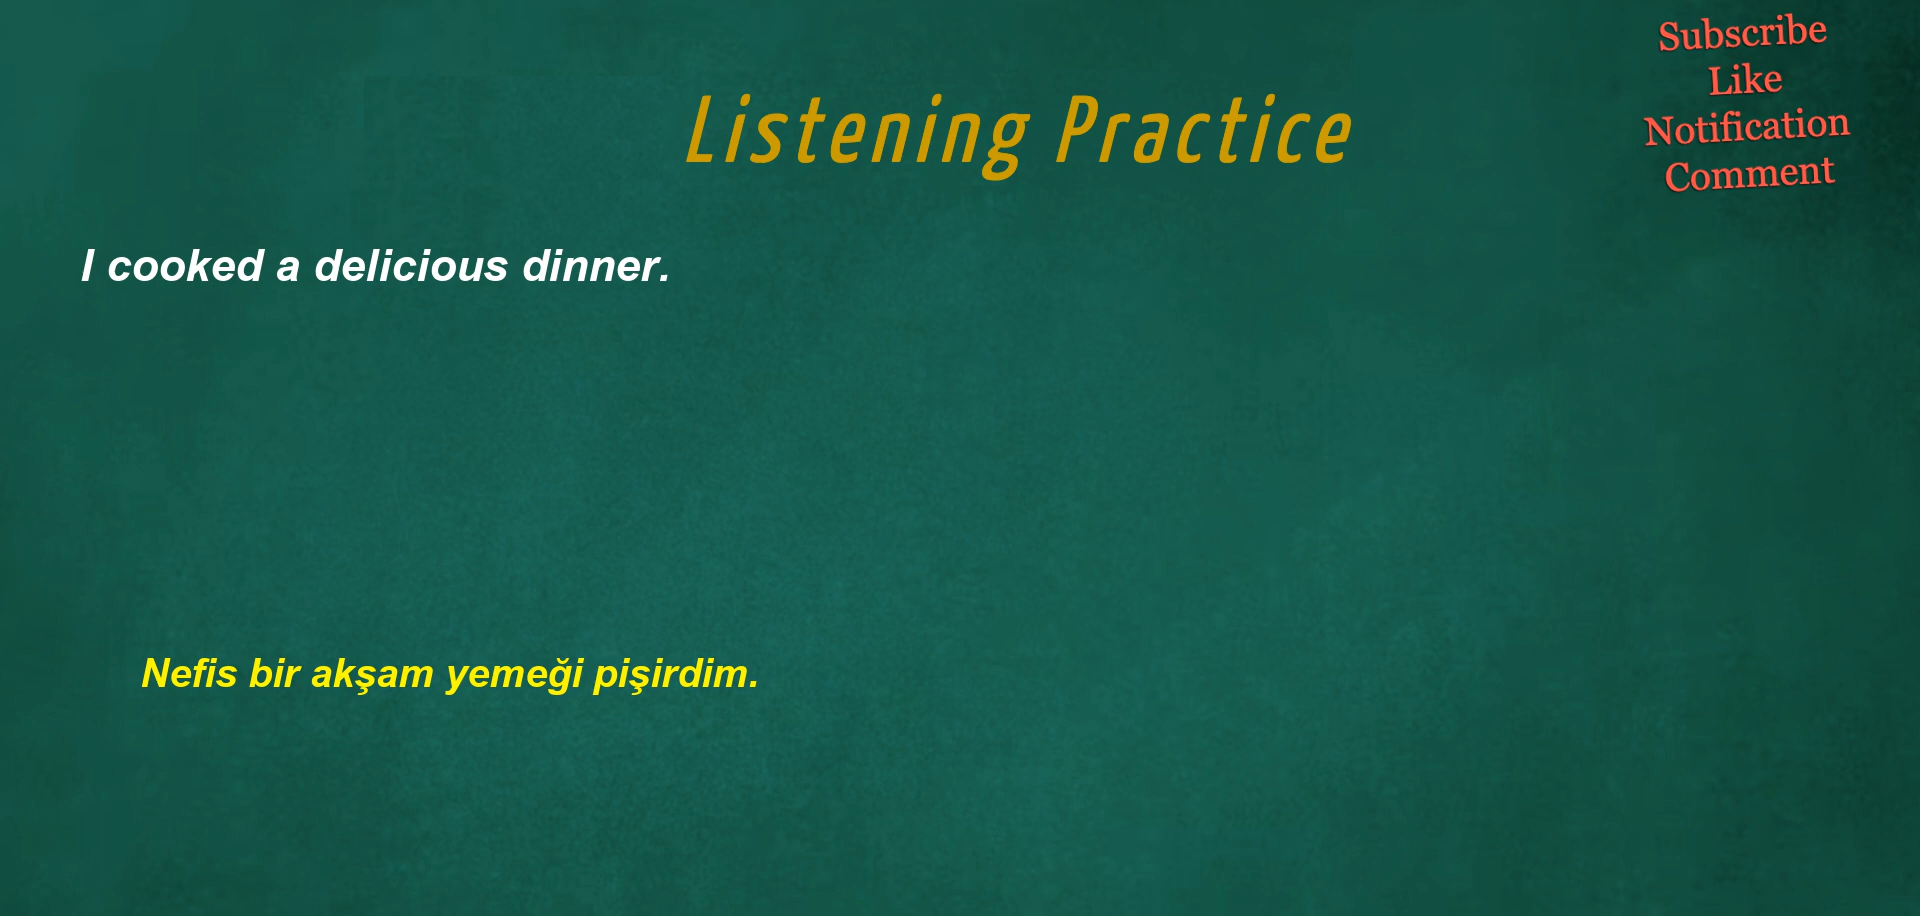 Subscribe
Like
Notification
Comment
Listening Practice
I cooked a delicious dinner.
Nefis bir akşam yemeği pişirdim.